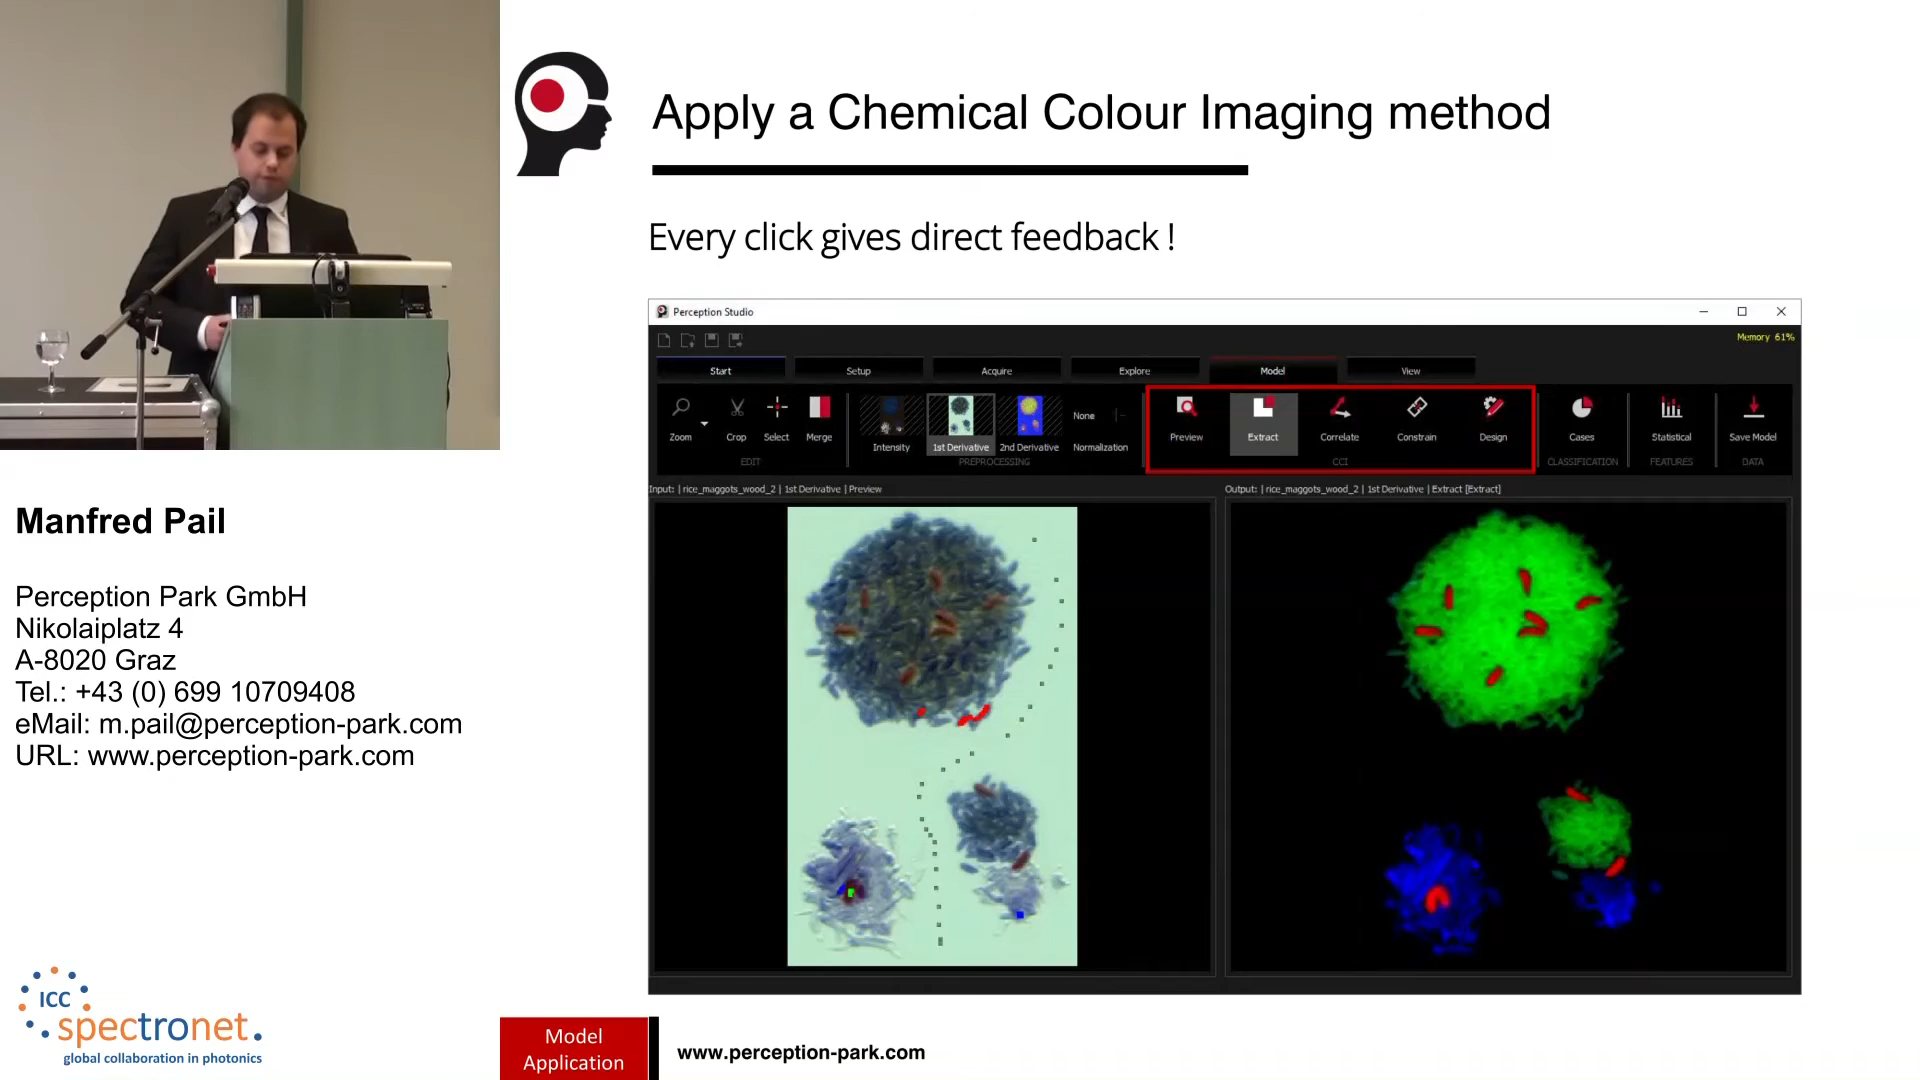 Apply a Chemical Colour Imaging method
Every click gives direct feedback !
Perception Studio
Memory 61%
Start
Setup
Acquire
Explore
Model
View
Zoom
Crop
Select
Merge
EDIT
Intensity
1st Derivative
2nd Derivative
None
Normalization
PREPROCESSING
Preview
Extract
Correlate
Constrain
Design
CCI
Cases
CLASSIFICATION
Statistical
FEATURES
Save Model
DATA
Input: | rice_maggots_wood_2 | 1st Derivative | Preview
Output: | rice_maggots_wood_2 | 1st Derivative | Extract [Extract]
Manfred Pail
Perception Park GmbH
Nikolaiplatz 4
A-8020 Graz
Tel.: +43 (0) 699 10709408
eMail: m.pail@perception-park.com
URL: www.perception-park.com
ICC
spectronet.
global collaboration in photonics
Model
Application
www.perception-park.com